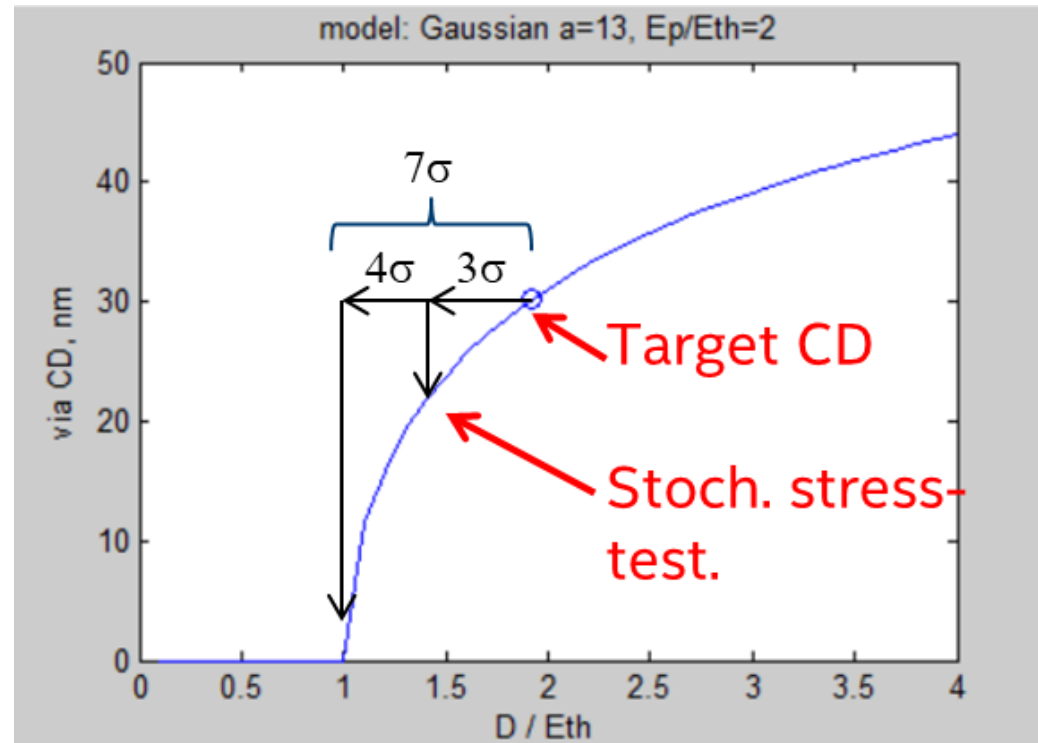 model: Gaussian a=13, Ep/Eth=2
50
40
30
20
10
0
via CD, nm
7σ
4σ
3σ
Target CD
Stoch. stress-
test.
0
0.5
1
1.5
2
2.5
3
3.5
4
D / Eth